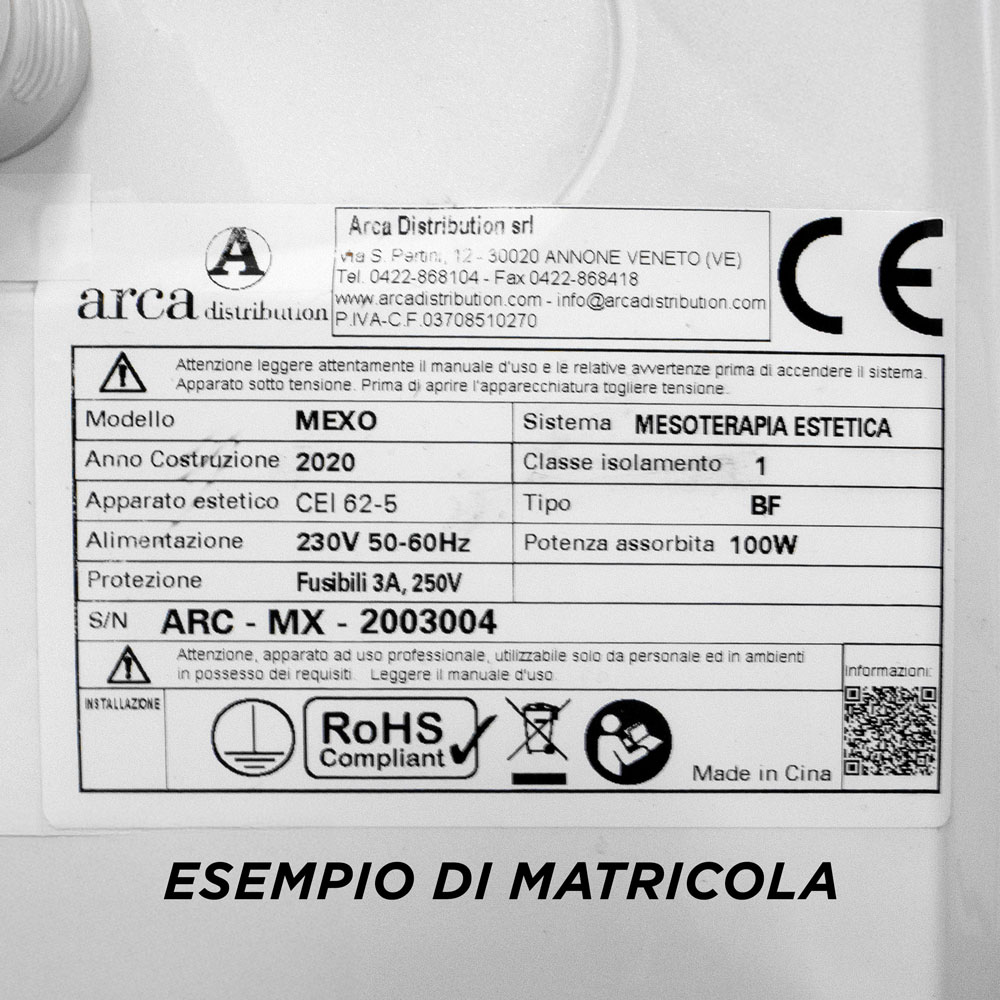 A
arca distribution
Arca Distribution srl
via S. Partini, 12 - 30020 ANNONE VENETO (VE)
Tel. 0422-868104 - Fax 0422-868418
www.arcadistribution.com - info@arcadistribution.com
P.IVA-C.F.03708510270
CE
Attenzione leggere attentamente il manuale d'uso e le relative avvertenze prima di accendere il sistema.
Apparato sotto tensione. Prima di aprire l'apparecchiatura togliere tensione.
Modello MEXO Sistema MESOTERAPIA ESTETICA
Anno Costruzione 2020 Classe isolamento 1
Apparato estetico CEI 62-5 Tipo BF
Alimentazione 230V 50-60Hz Potenza assorbita 100W
Protezione Fusibili 3A, 250V
S/N ARC - MX - 2003004
Attenzione, apparato ad uso professionale, utilizzabile solo da personale ed in ambienti
in possesso dei requisiti. Leggere il manuale d'uso.
Informazioni:
INSTALLAZIONE
RoHS
Compliant
Made in Cina
ESEMPIO DI MATRICOLA